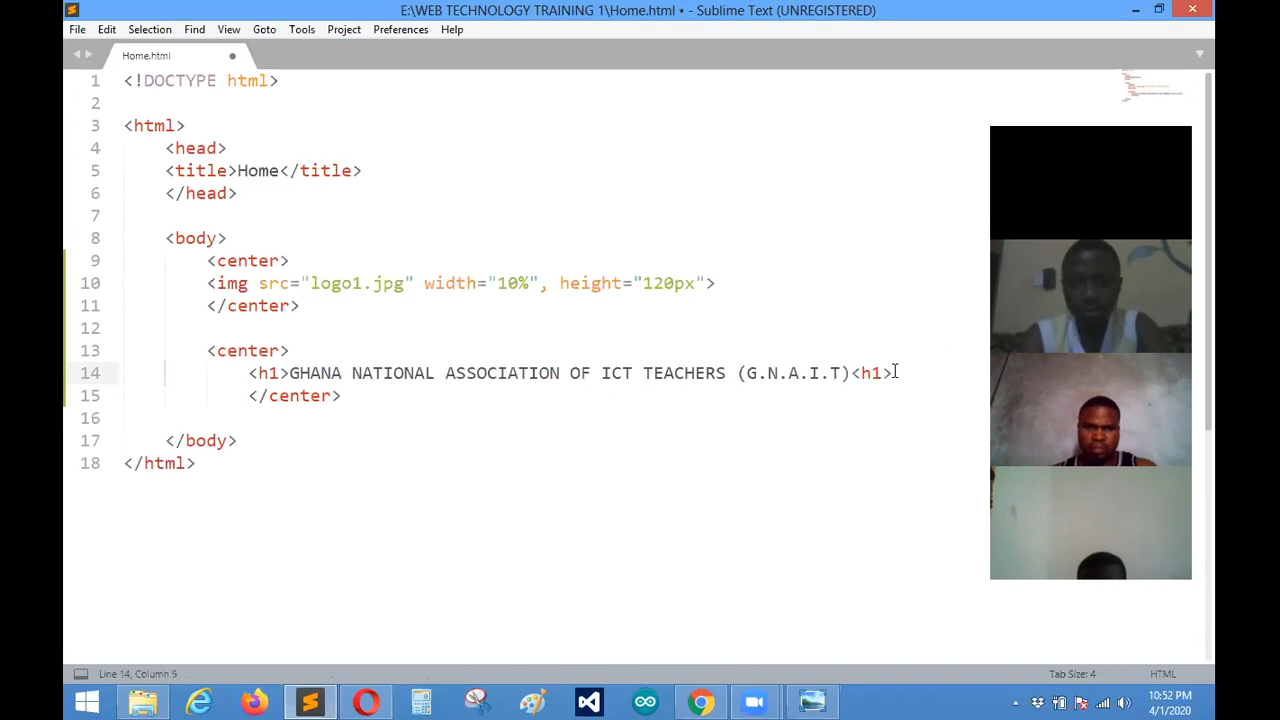 E:\WEB TECHNOLOGY TRAINING 1\Home.html • - Sublime Text (UNREGISTERED)
File Edit Selection Find View Goto Tools Project Preferences Help
Home.html
1 <!DOCTYPE html>
2
3 <html>
4 <head>
5 <title>Home</title>
6 </head>
7
8 <body>
9 <center>
10 <img src="logo1.jpg" width="10%", height="120px">
11 </center>
12
13 <center>
14 <h1>GHANA NATIONAL ASSOCIATION OF ICT TEACHERS (G.N.A.I.T)<h1>
15 </center>
16
17 </body>
18 </html>
Line 14, Column 5 Tab Size: 4 HTML
10:52 PM
4/1/2020